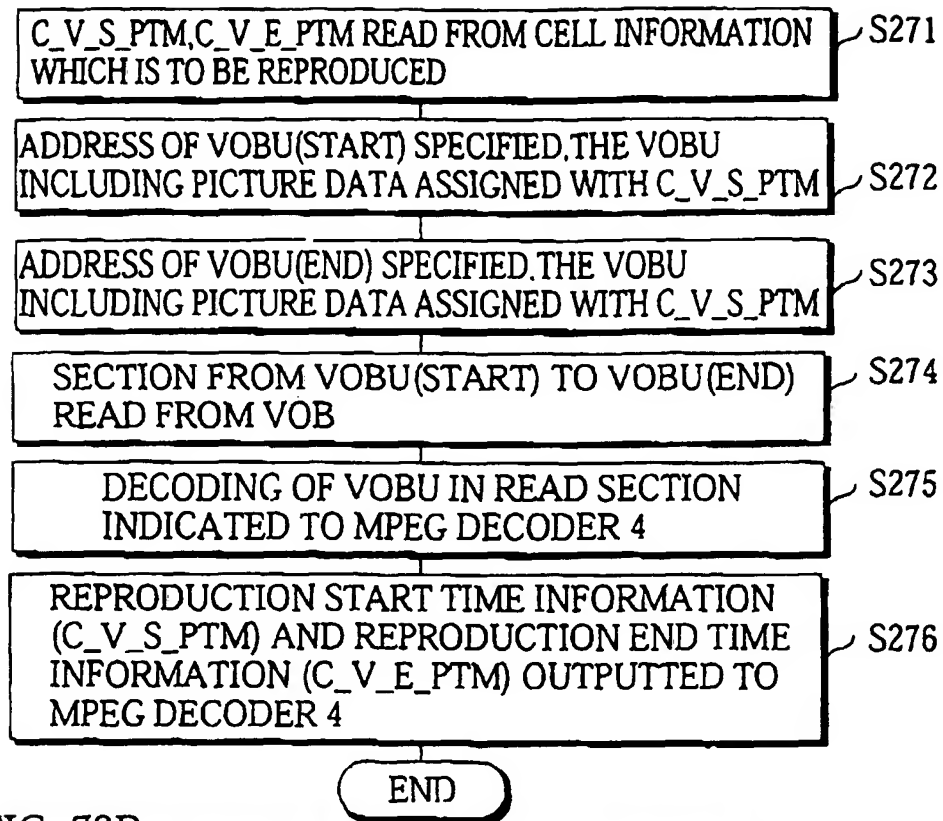 C_V_S_PTM,C_V_E_PTM READ FROM CELL INFORMATION
WHICH IS TO BE REPRODUCED
S271
ADDRESS OF VOBU(START) SPECIFIED.THE VOBU
INCLUDING PICTURE DATA ASSIGNED WITH C_V_S_PTM
S272
ADDRESS OF VOBU(END) SPECIFIED.THE VOBU
INCLUDING PICTURE DATA ASSIGNED WITH C_V_S_PTM
S273
SECTION FROM VOBU(START) TO VOBU(END)
READ FROM VOB
S274
DECODING OF VOBU IN READ SECTION
INDICATED TO MPEG DECODER 4
S275
REPRODUCTION START TIME INFORMATION
(C_V_S_PTM) AND REPRODUCTION END TIME
INFORMATION (C_V_E_PTM) OUTPUTTED TO
MPEG DECODER 4
S276
END